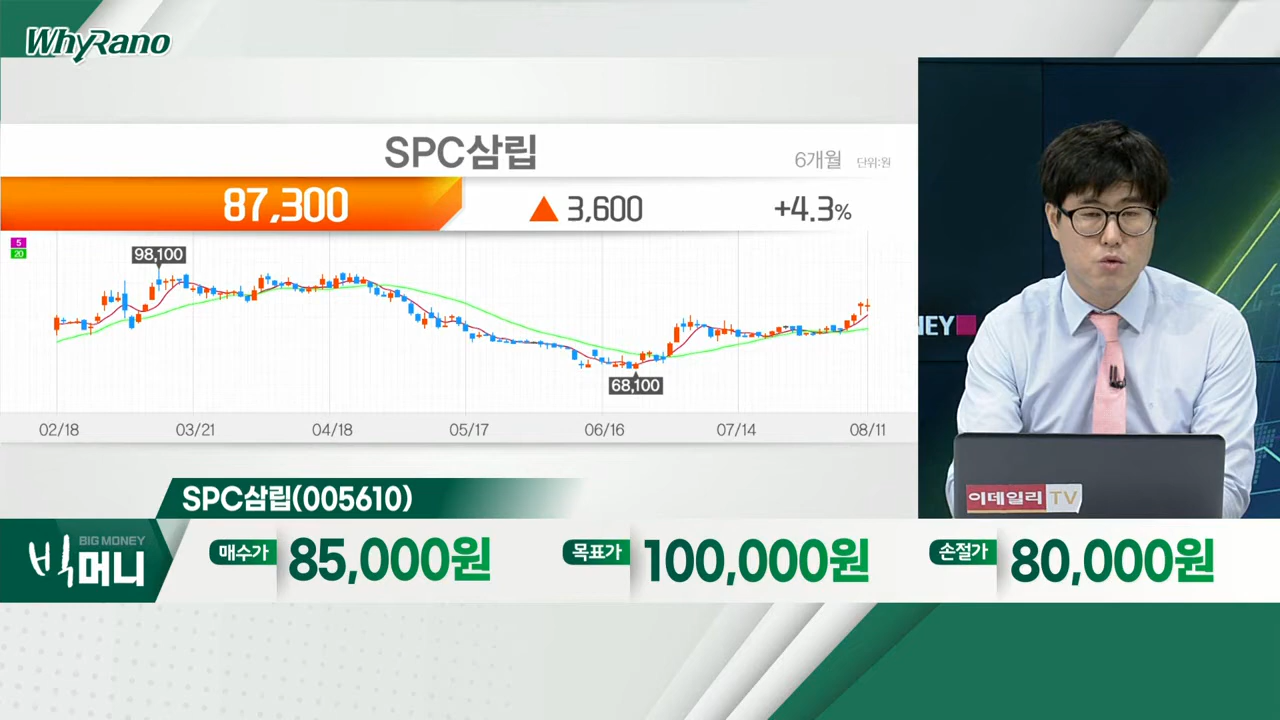 WhyRano
SPC삼립
6개월 단위:원
87,300 ▲ 3,600 +4.3%
5
20
98,100
68,100
02/18 03/21 04/18 05/17 06/16 07/14 08/11
NEY
이데일리 TV
SPC삼립(005610)
BIG MONEY
빅머니
매수가 85,000원 목표가 100,000원 손절가 80,000원